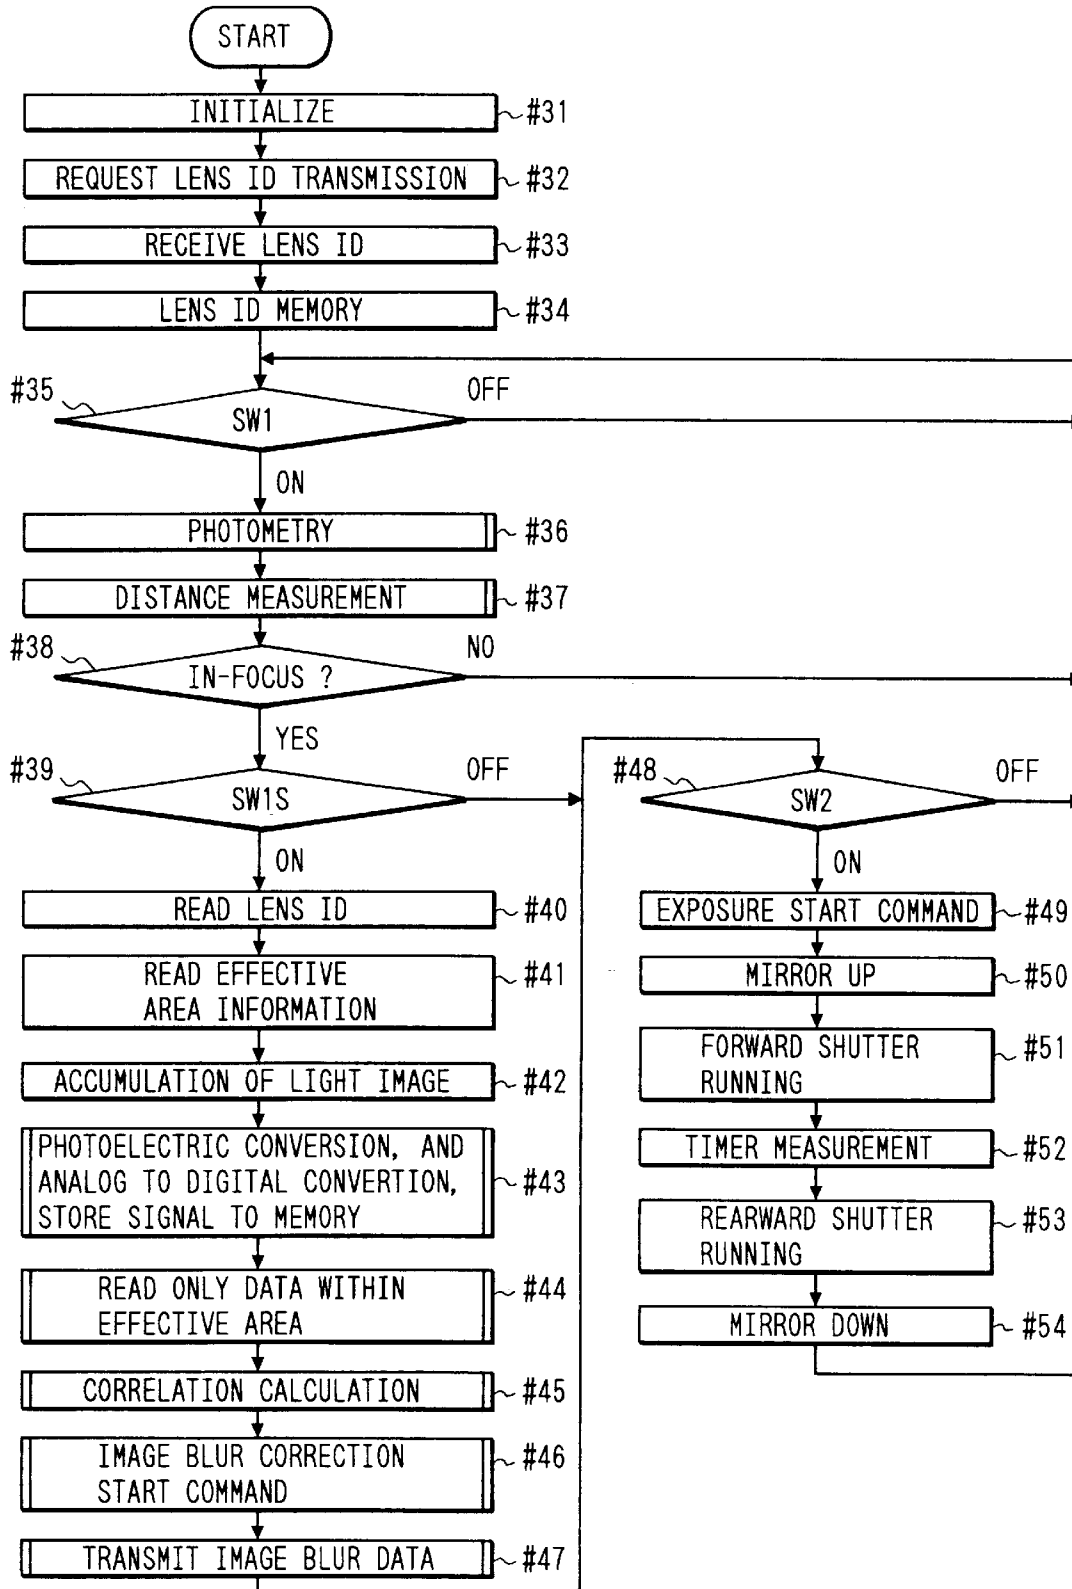 START
INITIALIZE
#31
REQUEST LENS ID TRANSMISSION
#32
RECEIVE LENS ID
#33
LENS ID MEMORY
#34
#35
SW1
OFF
ON
PHOTOMETRY
#36
DISTANCE MEASUREMENT
#37
#38
IN-FOCUS ?
NO
YES
#39
SW1S
OFF
ON
READ LENS ID
#40
READ EFFECTIVE
AREA INFORMATION
#41
ACCUMULATION OF LIGHT IMAGE
#42
PHOTOELECTRIC CONVERSION, AND
ANALOG TO DIGITAL CONVERTION,
STORE SIGNAL TO MEMORY
#43
READ ONLY DATA WITHIN
EFFECTIVE AREA
#44
CORRELATION CALCULATION
#45
IMAGE BLUR CORRECTION
START COMMAND
#46
TRANSMIT IMAGE BLUR DATA
#47
#48
SW2
OFF
ON
EXPOSURE START COMMAND
#49
MIRROR UP
#50
FORWARD SHUTTER
RUNNING
#51
TIMER MEASUREMENT
#52
REARWARD SHUTTER
RUNNING
#53
MIRROR DOWN
#54